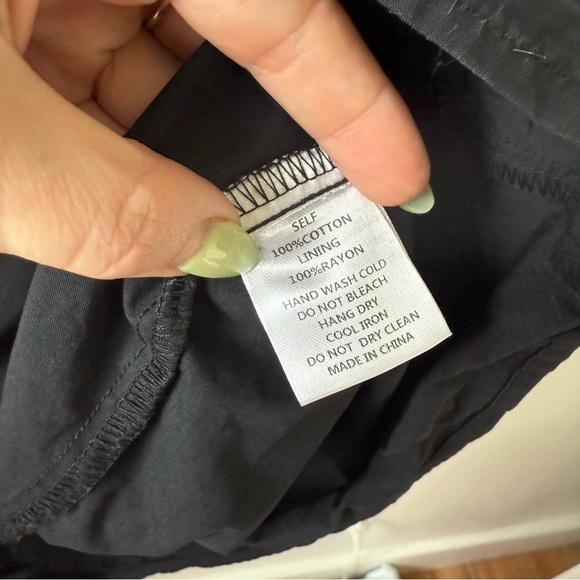 SELF
100%COTTON
LINING
100%RAYON
HAND WASH COLD
DO NOT BLEACH
HANG DRY
COOL IRON
DO NOT DRY CLEAN
MADE IN CHINA